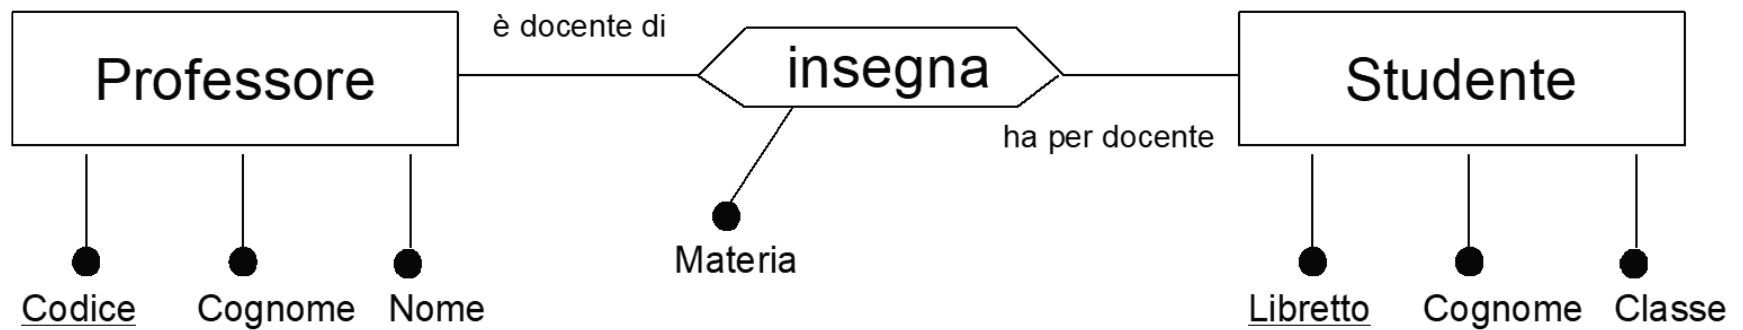 è docente di
Professore
insegna
Studente
ha per docente
Materia
Codice
Cognome
Nome
Libretto
Cognome
Classe